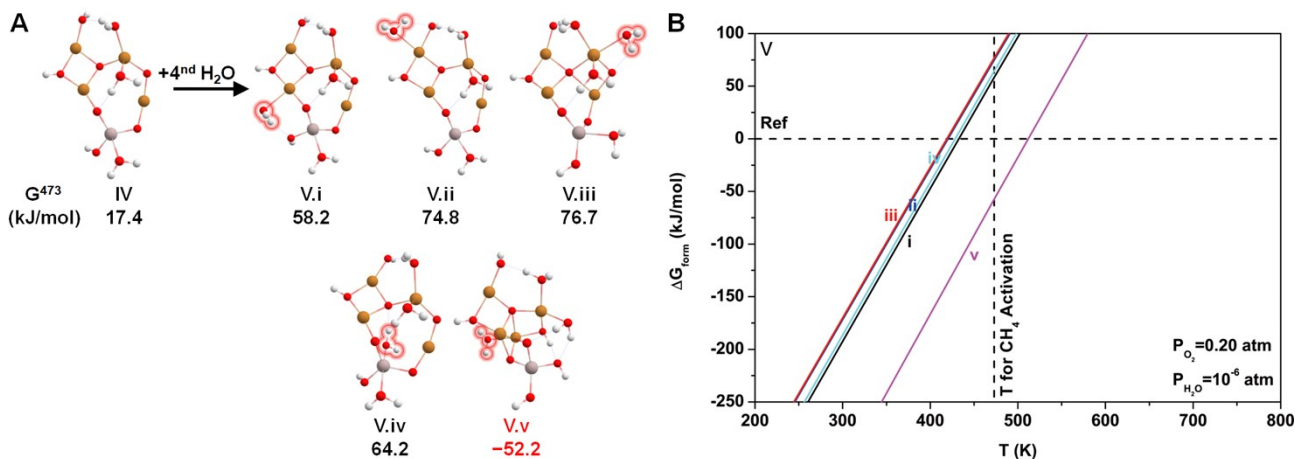 A
+4nd H2O
G473
(kJ/mol)
IV
17.4
V.i
58.2
V.ii
74.8
V.iii
76.7
V.iv
64.2
V.v
−52.2
B
V
Ref
ΔGform (kJ/mol)
100
50
0
-50
-100
-150
-200
-250
iv
iii
ii
i
v
T for CH4 Activation
PO2=0.20 atm
PH2O=10-6 atm
200
300
400
500
600
700
800
T (K)